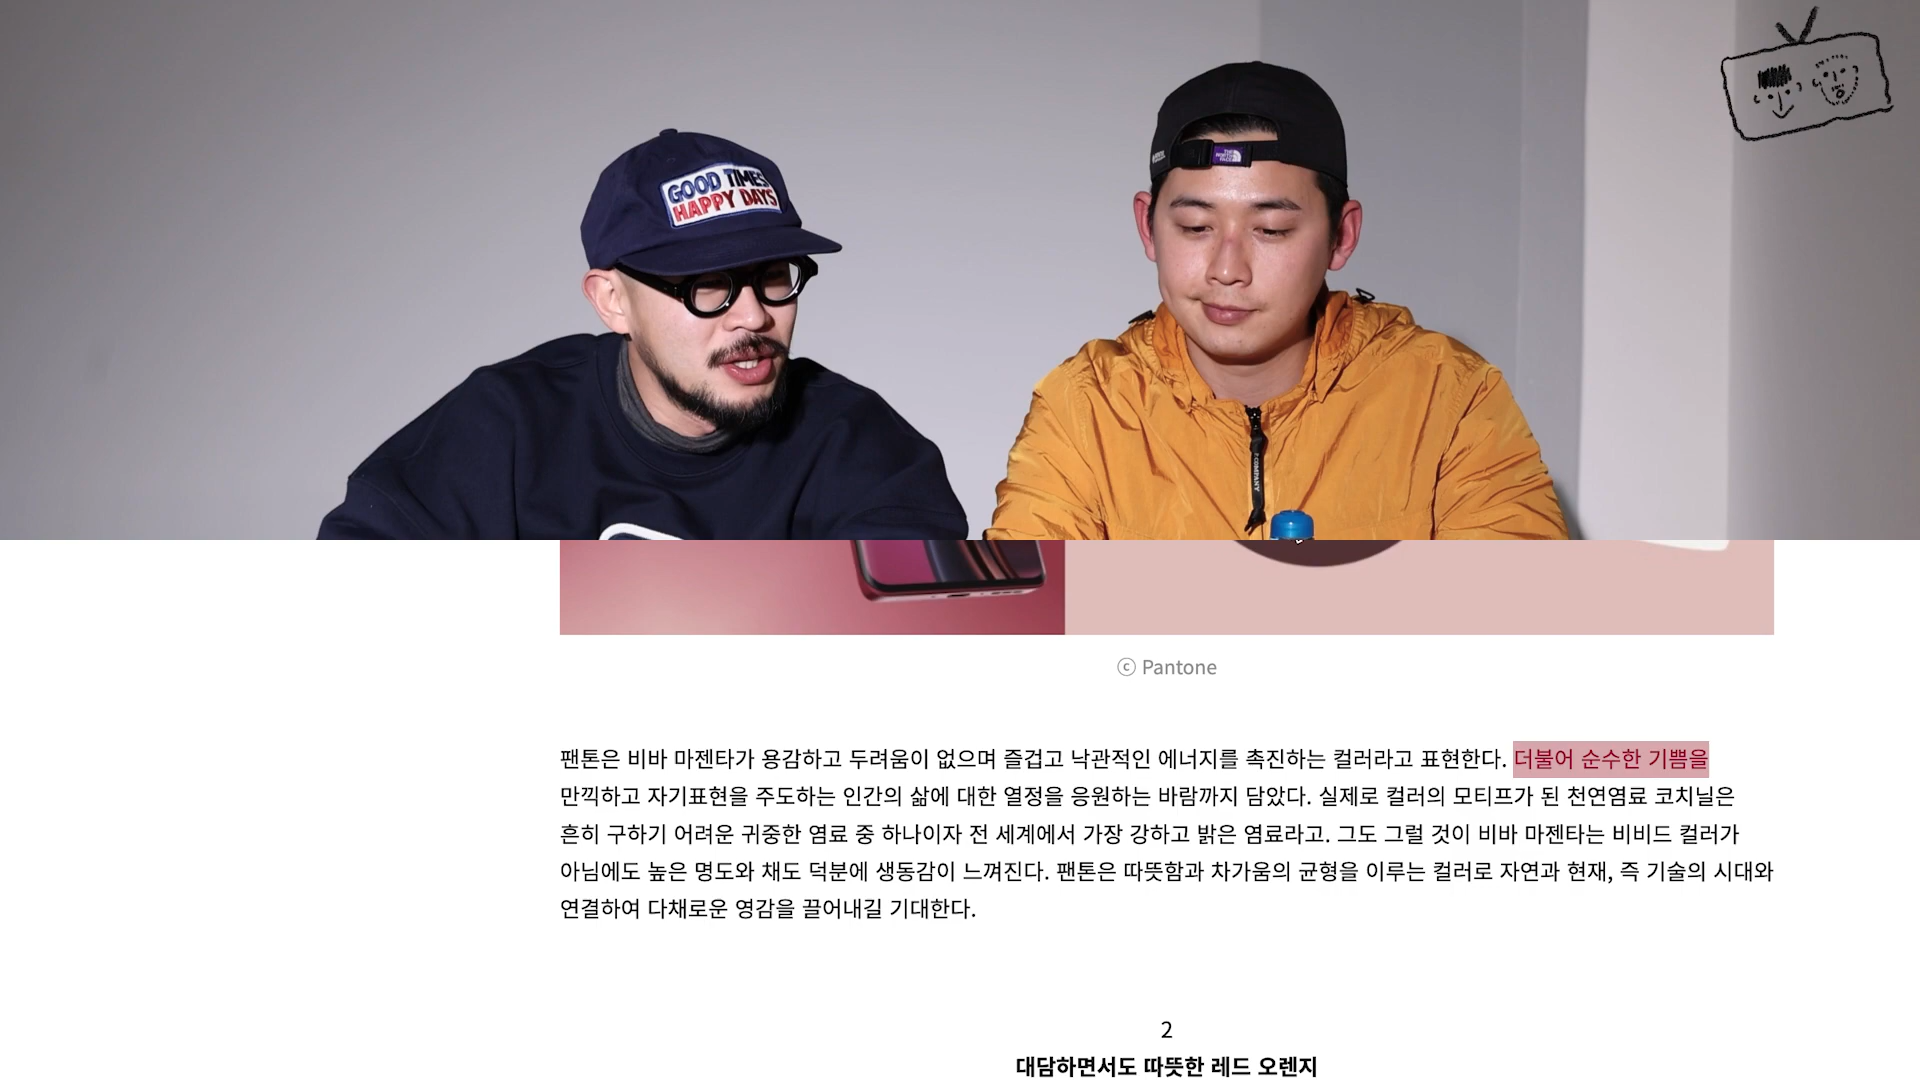 GOOD TIMES
HAPPY DAYS
THE
NORTH
FACE
COMPANY
ⓒ Pantone
팬톤은 비바 마젠타가 용감하고 두려움이 없으며 즐겁고 낙관적인 에너지를 촉진하는 컬러라고 표현한다. 더불어 순수한 기쁨을
만끽하고 자기표현을 주도하는 인간의 삶에 대한 열정을 응원하는 바람까지 담았다. 실제로 컬러의 모티프가 된 천연염료 코치닐은
흔히 구하기 어려운 귀중한 염료 중 하나이자 전 세계에서 가장 강하고 밝은 염료라고. 그도 그럴 것이 비바 마젠타는 비비드 컬러가
아님에도 높은 명도와 채도 덕분에 생동감이 느껴진다. 팬톤은 따뜻함과 차가움의 균형을 이루는 컬러로 자연과 현재, 즉 기술의 시대와
연결하여 다채로운 영감을 끌어내길 기대한다.
2
대담하면서도 따뜻한 레드 오렌지